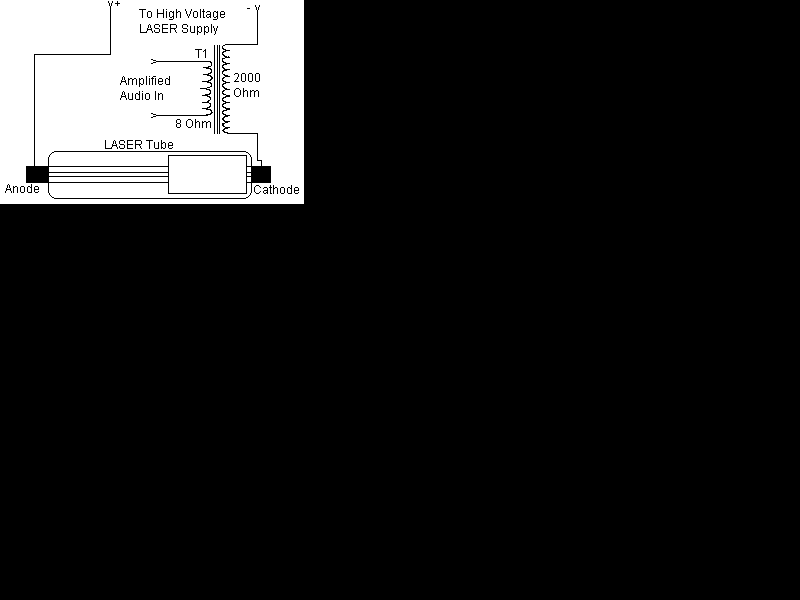 +
To High Voltage
LASER Supply
-
T1
Amplified
Audio In
2000
Ohm
8 Ohm
LASER Tube
Anode
Cathode